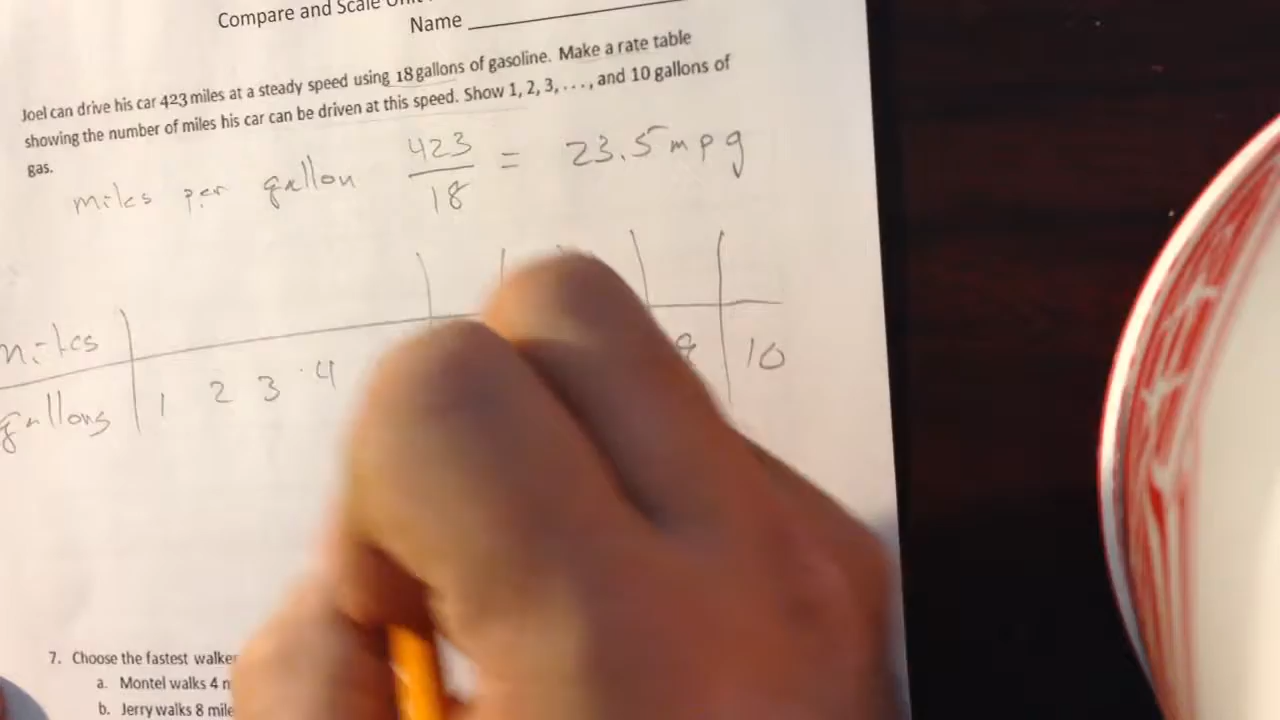 Compare and Scale
Name
Joel can drive his car 423 miles at a steady speed using 18 gallons of gasoline. Make a rate table
showing the number of miles his car can be driven at this speed. Show 1, 2, 3, . . . , and 10 gallons of
gas.
miles per gallon 423/18 = 23.5 mpg
miles
gallons 1 2 3 4 9 10
7. Choose the fastest walker
a. Montel walks 4
b. Jerry walks 8 mile